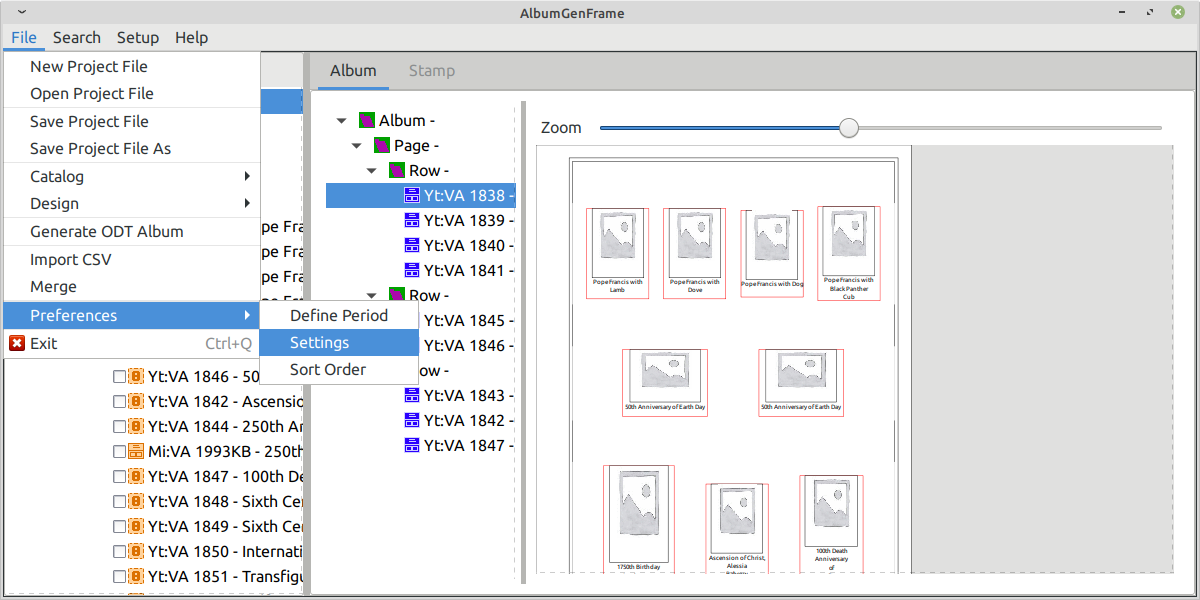 AlbumGenFrame
File Search Setup Help
New Project File
Open Project File
Save Project File
Save Project File As
Catalog
Design
Generate ODT Album
Import CSV
Merge
Preferences
Exit Ctrl+Q
Define Period
Settings
Sort Order
pe Fra
pe Fra
pe Fra
Yt:VA 1846 - 50
Yt:VA 1842 - Ascensio
Yt:VA 1844 - 250th An
Mi:VA 1993KB - 250th
Yt:VA 1847 - 100th De
Yt:VA 1848 - Sixth Cen
Yt:VA 1849 - Sixth Cen
Yt:VA 1850 - Internati
Yt:VA 1851 - Transfigu
Album Stamp
Album -
Page -
Row -
Yt:VA 1838 -
Yt:VA 1839 -
Yt:VA 1840 -
Yt:VA 1841 -
Row -
Yt:VA 1845 -
Yt:VA 1846 -
ow -
Yt:VA 1843 -
Yt:VA 1842 -
Yt:VA 1847 -
Zoom
Pope Francis with
Lamb
Pope Francis with
Dove
Pope Francis with Dog
Pope Francis with
Black Panther
Cub
50th Anniversary of Earth Day
50th Anniversary of Earth Day
1750th Birthday
Ascension of Christ,
Alessia
100th Death
Anniversary
of